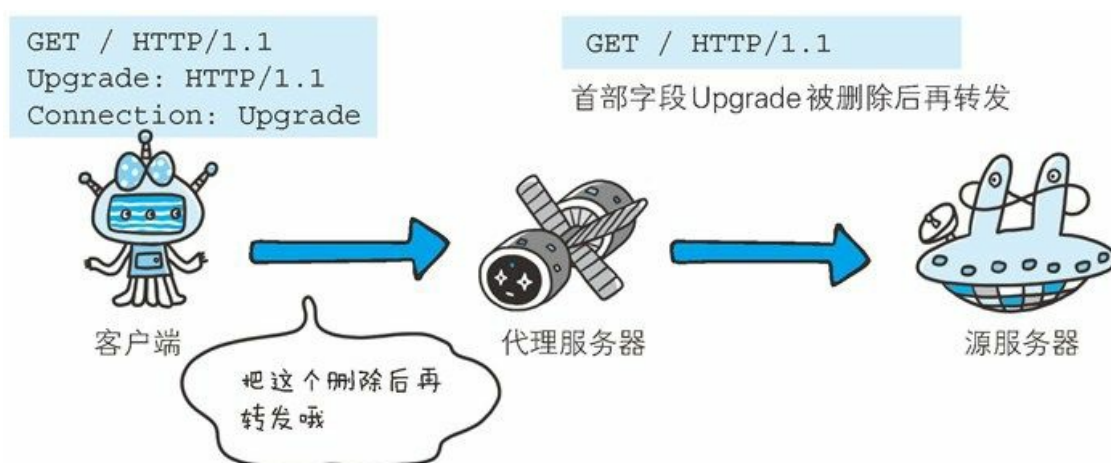 GET / HTTP/1.1
Upgrade: HTTP/1.1
Connection: Upgrade
GET / HTTP/1.1
首部字段Upgrade被删除后再转发
客户端
代理服务器
源服务器
把这个删除后再
转发哦